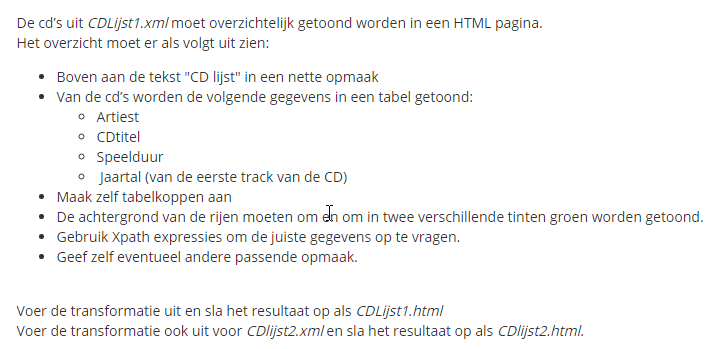 De cd's uit CDLijst1.xml moet overzichtelijk getoond worden in een HTML pagina.
Het overzicht moet er als volgt uit zien:
• Boven aan de tekst "CD lijst" in een nette opmaak
• Van de cd's worden de volgende gegevens in een tabel getoond:
◦ Artiest
◦ CDtitel
◦ Speelduur
◦ Jaartal (van de eerste track van de CD)
• Maak zelf tabelkoppen aan
• De achtergrond van de rijen moeten om en om in twee verschillende tinten groen worden getoond.
• Gebruik Xpath expressies om de juiste gegevens op te vragen.
• Geef zelf eventueel andere passende opmaak.
Voer de transformatie uit en sla het resultaat op als CDLijst1.html
Voer de transformatie ook uit voor CDlijst2.xml en sla het resultaat op als CDlijst2.html.